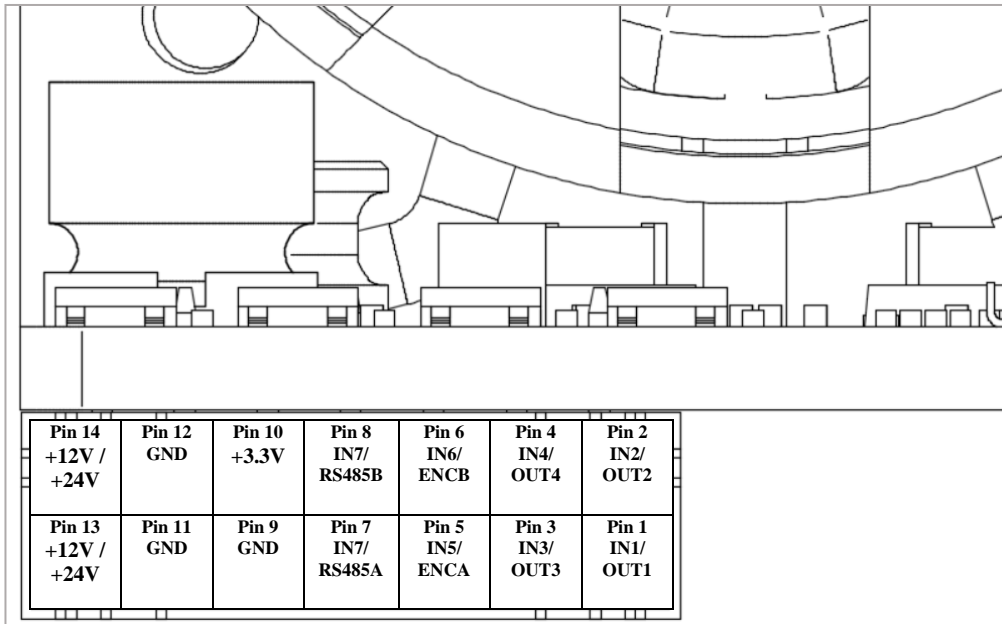 Pin 14
+12V /
+24V
Pin 12
GND
Pin 10
+3.3V
Pin 8
IN7/
RS485B
Pin 6
IN6/
ENCB
Pin 4
IN4/
OUT4
Pin 2
IN2/
OUT2
Pin 13
+12V /
+24V
Pin 11
GND
Pin 9
GND
Pin 7
IN7/
RS485A
Pin 5
IN5/
ENCA
Pin 3
IN3/
OUT3
Pin 1
IN1/
OUT1